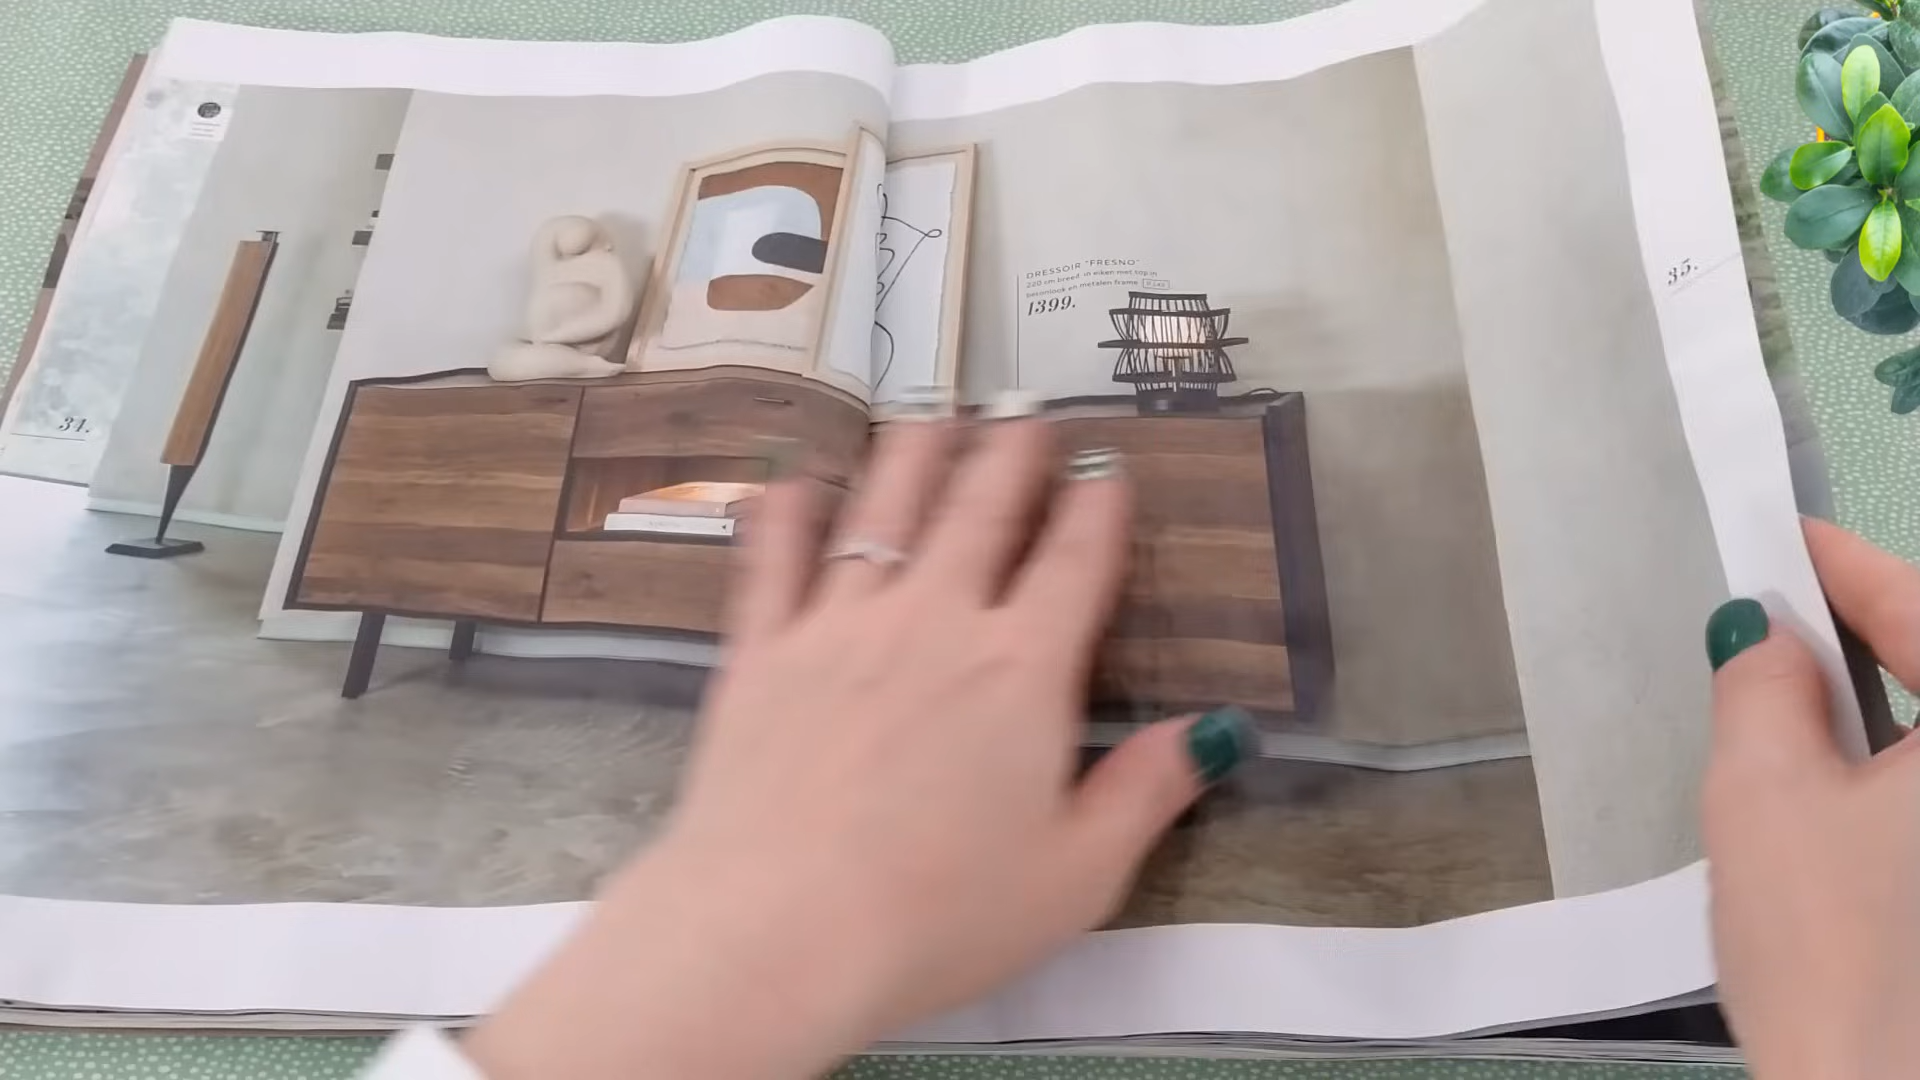 DRESSOIR "FRESNO"
220 cm breed, in eiken met top in
betonlook en metalen frame
1399.
35.
34.